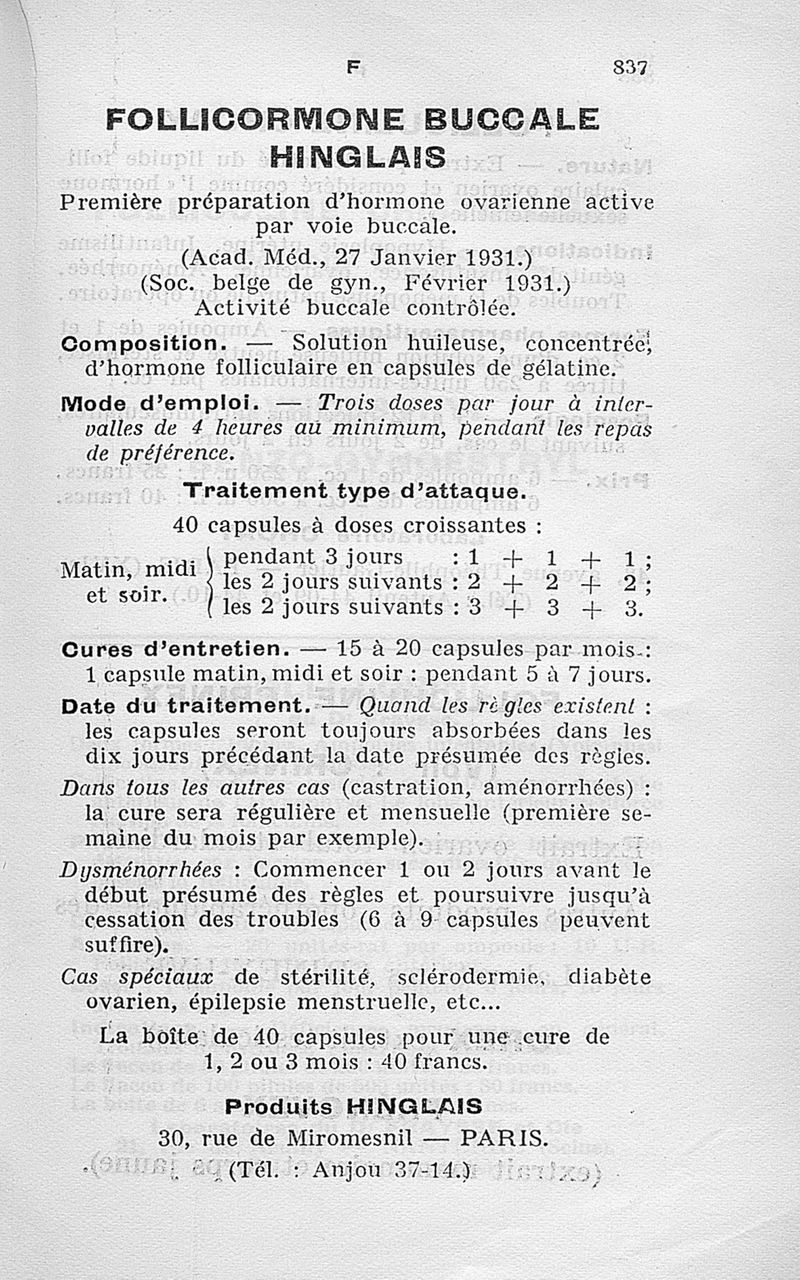 F 837
FOLLICORMONE BUCCALE
HINGLAIS
Première préparation d'hormone ovarienne active
par voie buccale.
(Acad. Méd., 27 Janvier 1931.)
(Soc. belge de gyn., Février 1931.)
Activité buccale contrôlée.
Composition. — Solution huileuse, concentrée,
d'hormone folliculaire en capsules de gélatine.
Mode d'emploi. — Trois doses par jour à inter-
valles de 4 heures au minimum, pendant les repas
de préférence.
Traitement type d'attaque.
40 capsules à doses croissantes :
Matin, midi et soir.
pendant 3 jours : 1 + 1 + 1 ;
les 2 jours suivants : 2 + 2 + 2 ;
les 2 jours suivants : 3 + 3 + 3.
Cures d'entretien. — 15 à 20 capsules par mois :
1 capsule matin, midi et soir : pendant 5 à 7 jours.
Date du traitement. — Quand les règles existent :
les capsules seront toujours absorbées dans les
dix jours précédant la date présumée des règles.
Dans tous les autres cas (castration, aménorrhées) :
la cure sera régulière et mensuelle (première se-
maine du mois par exemple).
Dysménorrhées : Commencer 1 ou 2 jours avant le
début présumé des règles et poursuivre jusqu'à
cessation des troubles (6 à 9 capsules peuvent
suffire).
Cas spéciaux de stérilité, sclérodermie, diabète
ovarien, épilepsie menstruelle, etc...
La boîte de 40 capsules pour une cure de
1, 2 ou 3 mois : 40 francs.
Produits HINGLAIS
30, rue de Miromesnil — PARIS.
(Tél. : Anjou 37-14.)